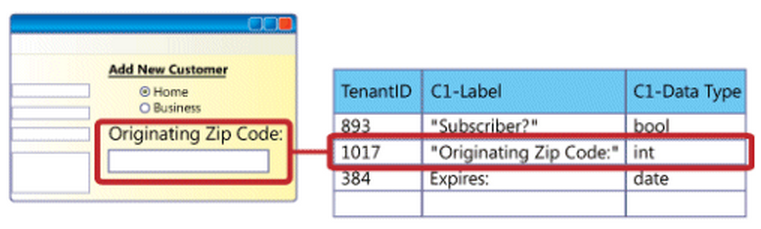 Add New Customer
Home
Business
Originating Zip Code:
TenantID C1-Label C1-Data Type
893 "Subscriber?" bool
1017 "Originating Zip Code:" int
384 Expires: date